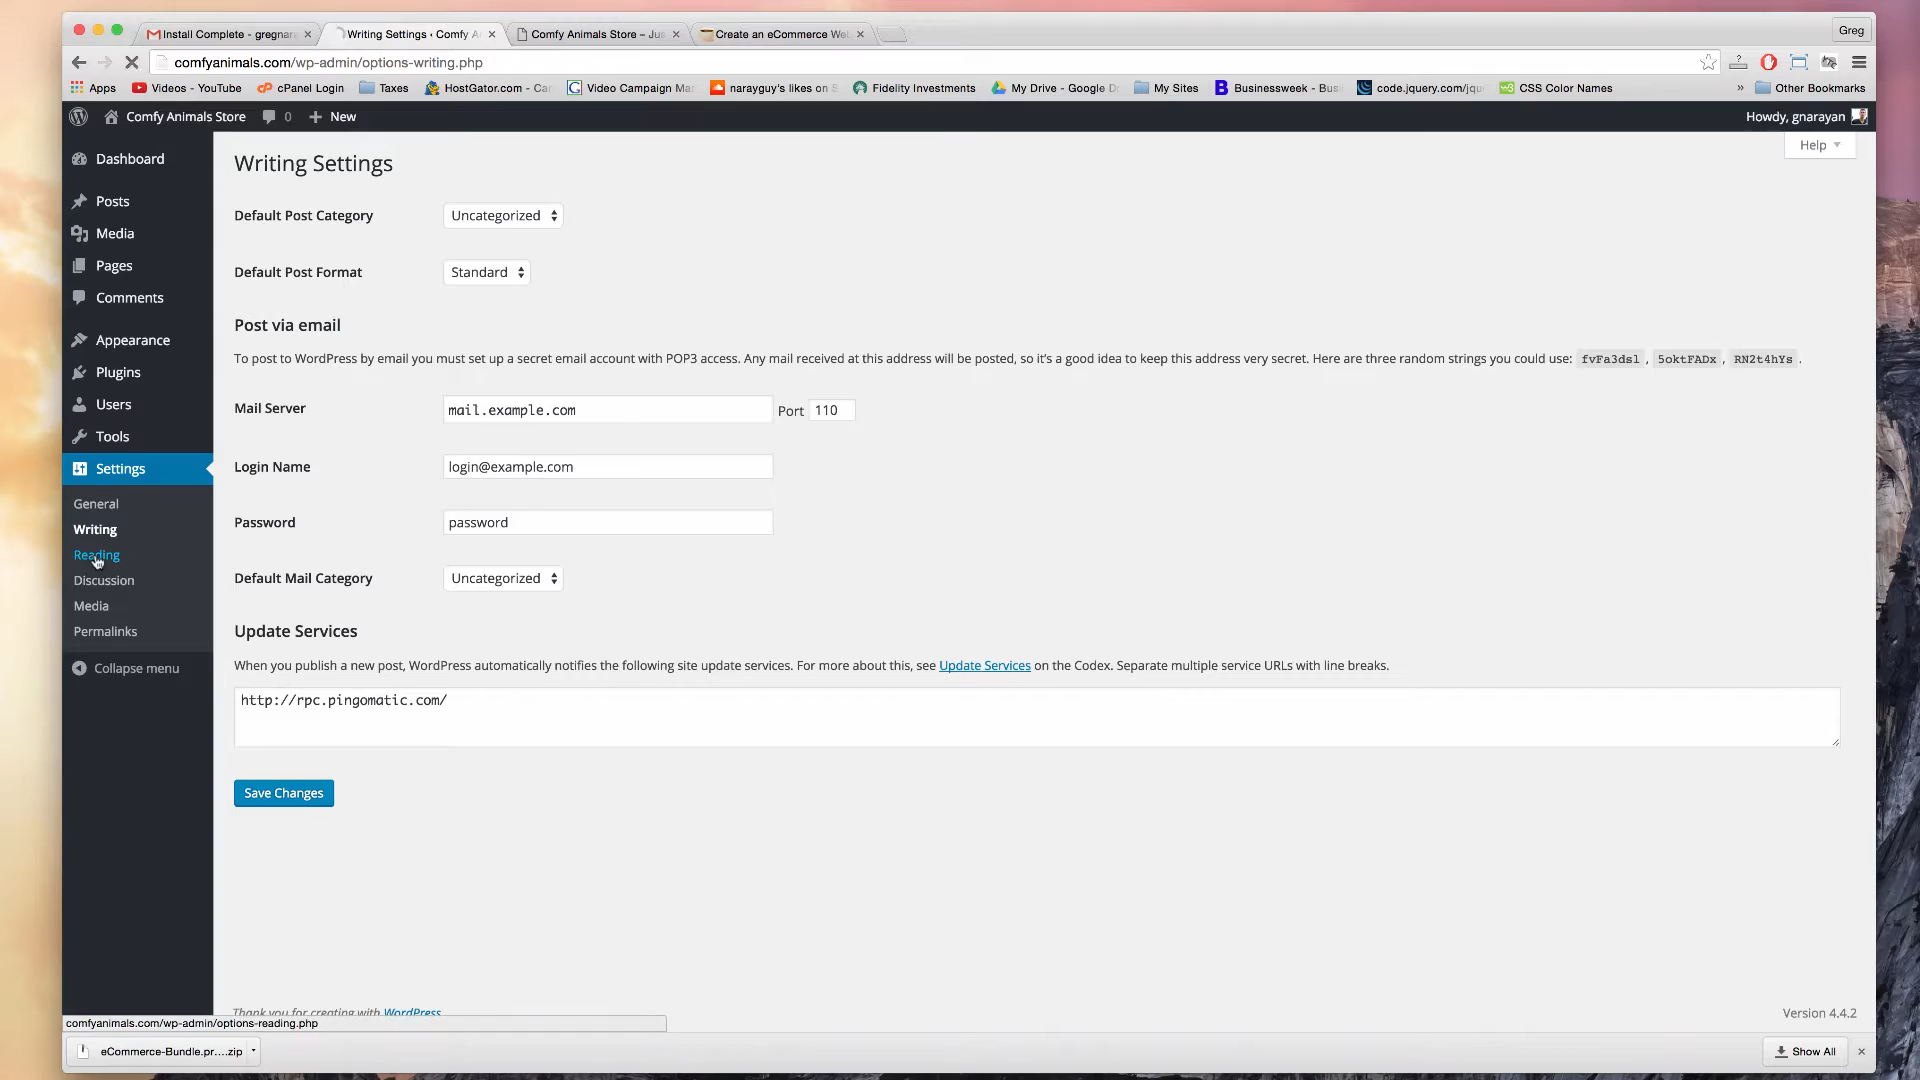 Install Complete - gregnara
Writing Settings ‹ Comfy A
Comfy Animals Store – Jus
Create an eCommerce Web
Greg
comfyanimals.com/wp-admin/options-writing.php
Apps
Videos - YouTube
cPanel Login
Taxes
HostGator.com - Ca
Video Campaign Ma
narayguy's likes on S
Fidelity Investments
My Drive - Google D
My Sites
Businessweek - Bus
code.jquery.com/jqu
CSS Color Names
»
Other Bookmarks
Comfy Animals Store
0
+ New
Howdy, gnarayan
Help
Dashboard
Posts
Media
Pages
Comments
Appearance
Plugins
Users
Tools
Settings
General
Writing
Reading
Discussion
Media
Permalinks
Collapse menu
Writing Settings
Default Post Category
Uncategorized
Default Post Format
Standard
Post via email
To post to WordPress by email you must set up a secret email account with POP3 access. Any mail received at this address will be posted, so it's a good idea to keep this address very secret. Here are three random strings you could use: fvFa3dsl , 5oktFADx , RN2t4hYs .
Mail Server
mail.example.com
Port 110
Login Name
login@example.com
Password
password
Default Mail Category
Uncategorized
Update Services
When you publish a new post, WordPress automatically notifies the following site update services. For more about this, see Update Services on the Codex. Separate multiple service URLs with line breaks.
http://rpc.pingomatic.com/
Save Changes
Thank you for creating with WordPress
Version 4.4.2
comfyanimals.com/wp-admin/options-reading.php
eCommerce-Bundle.pr....zip
Show All